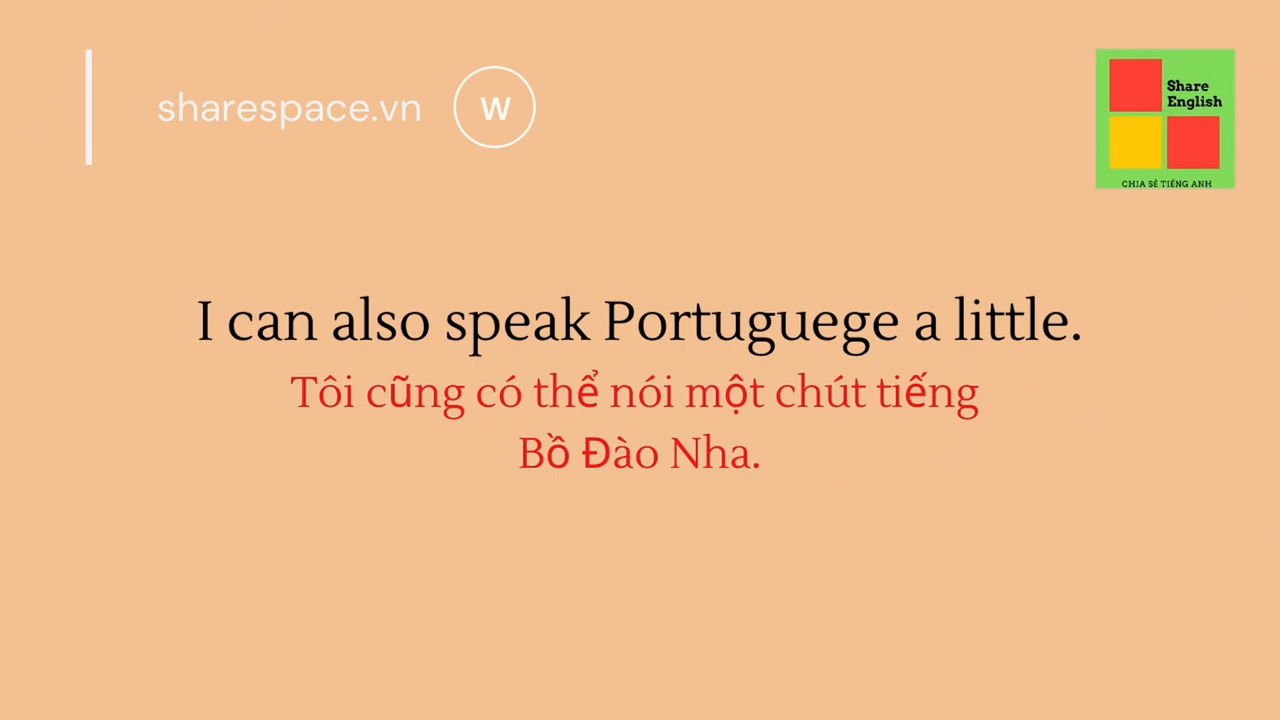 sharespace.vn
W
Share
English
CHIA SẺ TIẾNG ANH
I can also speak Portuguege a little.
Tôi cũng có thể nói một chút tiếng
Bồ Đào Nha.